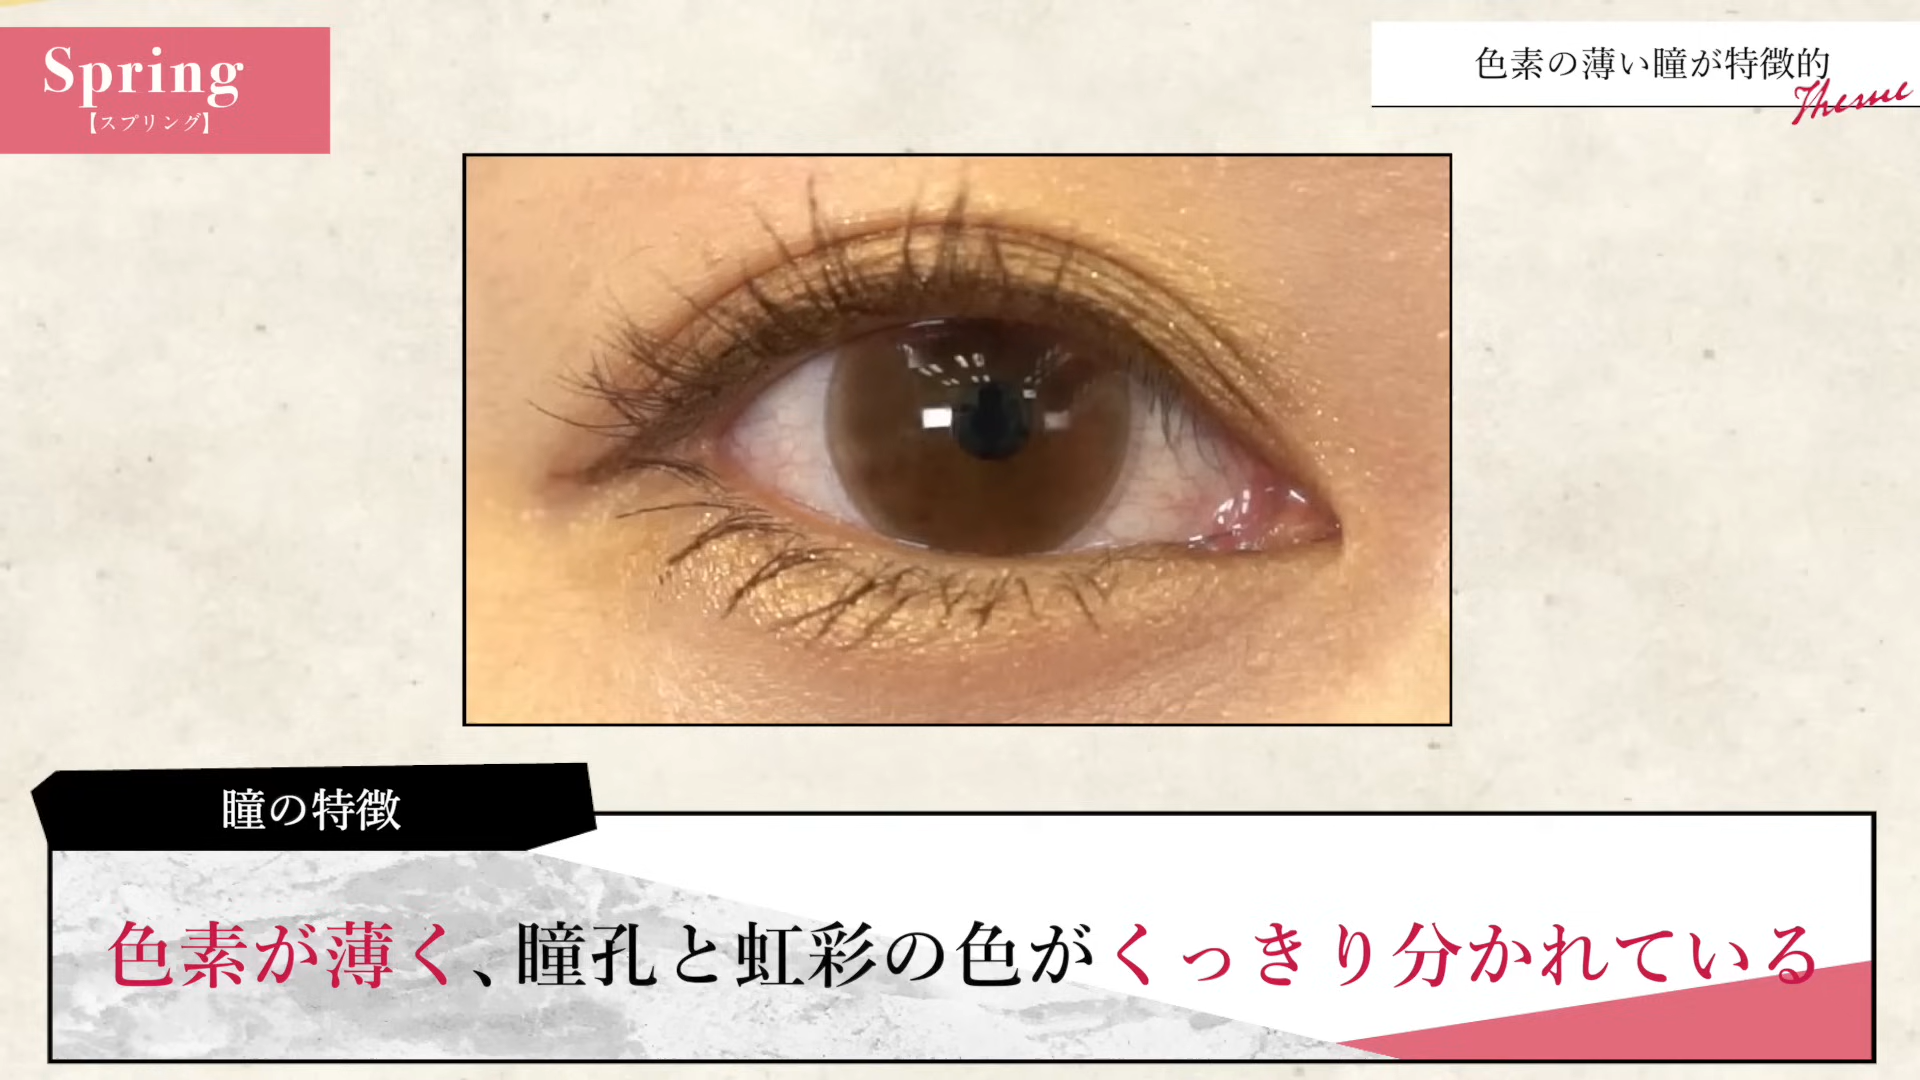 Spring
【スプリング】
色素の薄い瞳が特徴的
Theme
瞳の特徴
色素が薄く、瞳孔と虹彩の色がくっきり分かれている